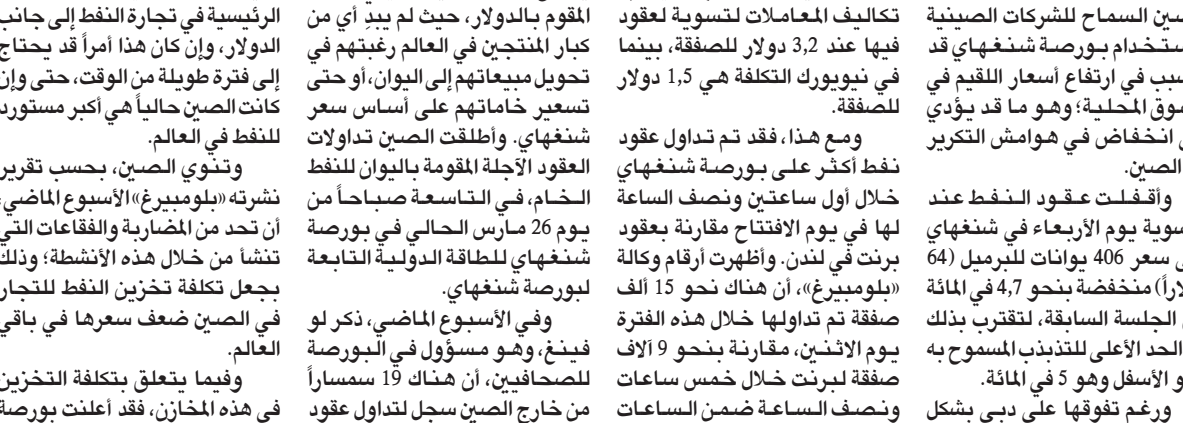 السماح للشركات الصينية
بورصة شنغهاي قد
في ارتفاع أسعار اللقيم في
المحلية؛ وهو ما قد يؤدي
انخفاض في هوامش التكرير
الصين.
وأقفلت عقود النفط عند
يوم الأربعاء في شنغهاي
سعر 406 يوانات للبرميل (64
منخفضة بنحو 4,7 في المائة
الجلسة السابقة، لتقترب بذلك
الحد الأعلى للتذبذب المسموح به
الأسفل وهو 5 في المائة.
ورغم تفوقها على دبي بشكل
تكاليف المعاملات لتسوية لعقود
فيها عند 3,2 دولار للصفقة، بينما
في نيويورك التكلفة هي 1,5 دولار
للصفقة.
ومع هذا، فقد تم تداول عقود
نفط أكثر على بورصة شنغهاي
خلال أول ساعتين ونصف الساعة
لها في يوم الافتتاح مقارنة بعقود
برنت في لندن. وأظهرت أرقام وكالة
«بلومبيرغ»، أن هناك نحو 15 ألف
صفقة تم تداولها خلال هذه الفترة
يوم الاثنين، مقارنة بنحو 9 آلاف
صفقة لبرنت خلال خمس ساعات
ونصف الساعة ضمن الساعات
المقوم بالدولار، حيث لم يبدِ أي من
كبار المنتجين في العالم رغبتهم في
تحويل مبيعاتهم إلى اليوان، أو حتى
تسعير خاماتهم على أساس سعر
شنغهاي. وأطلقت الصين تداولات
العقود الآجلة المقومة باليوان للنفط
الخام، في التاسعة صباحاً من
يوم 26 مارس الحالي في بورصة
شنغهاي للطاقة الدولية التابعة
لبورصة شنغهاي.
وفي الأسبوع الماضي، ذكر لو
فينغ، وهو مسؤول في البورصة
للصحافيين، أن هناك 19 سمساراً
من خارج الصين سجل لتداول عقود
الرئيسية في تجارة النفط إلى جانب
الدولار، وإن كان هذا أمراً قد يحتاج
إلى فترة طويلة من الوقت، حتى وإن
كانت الصين حالياً هي أكبر مستورد
للنفط في العالم.
وتنوي الصين، بحسب تقرير
نشرته «بلومبيرغ» الأسبوع الماضي،
أن تحد من المضاربة والفقاعات التي
تنشأ من خلال هذه الأنشطة؛ وذلك
بجعل تكلفة تخزين النفط للتجار
في الصين ضعف سعرها في باقي
العالم.
وفيما يتعلق بتكلفة التخزين
في هذه المخازن، فقد أعلنت بورصة